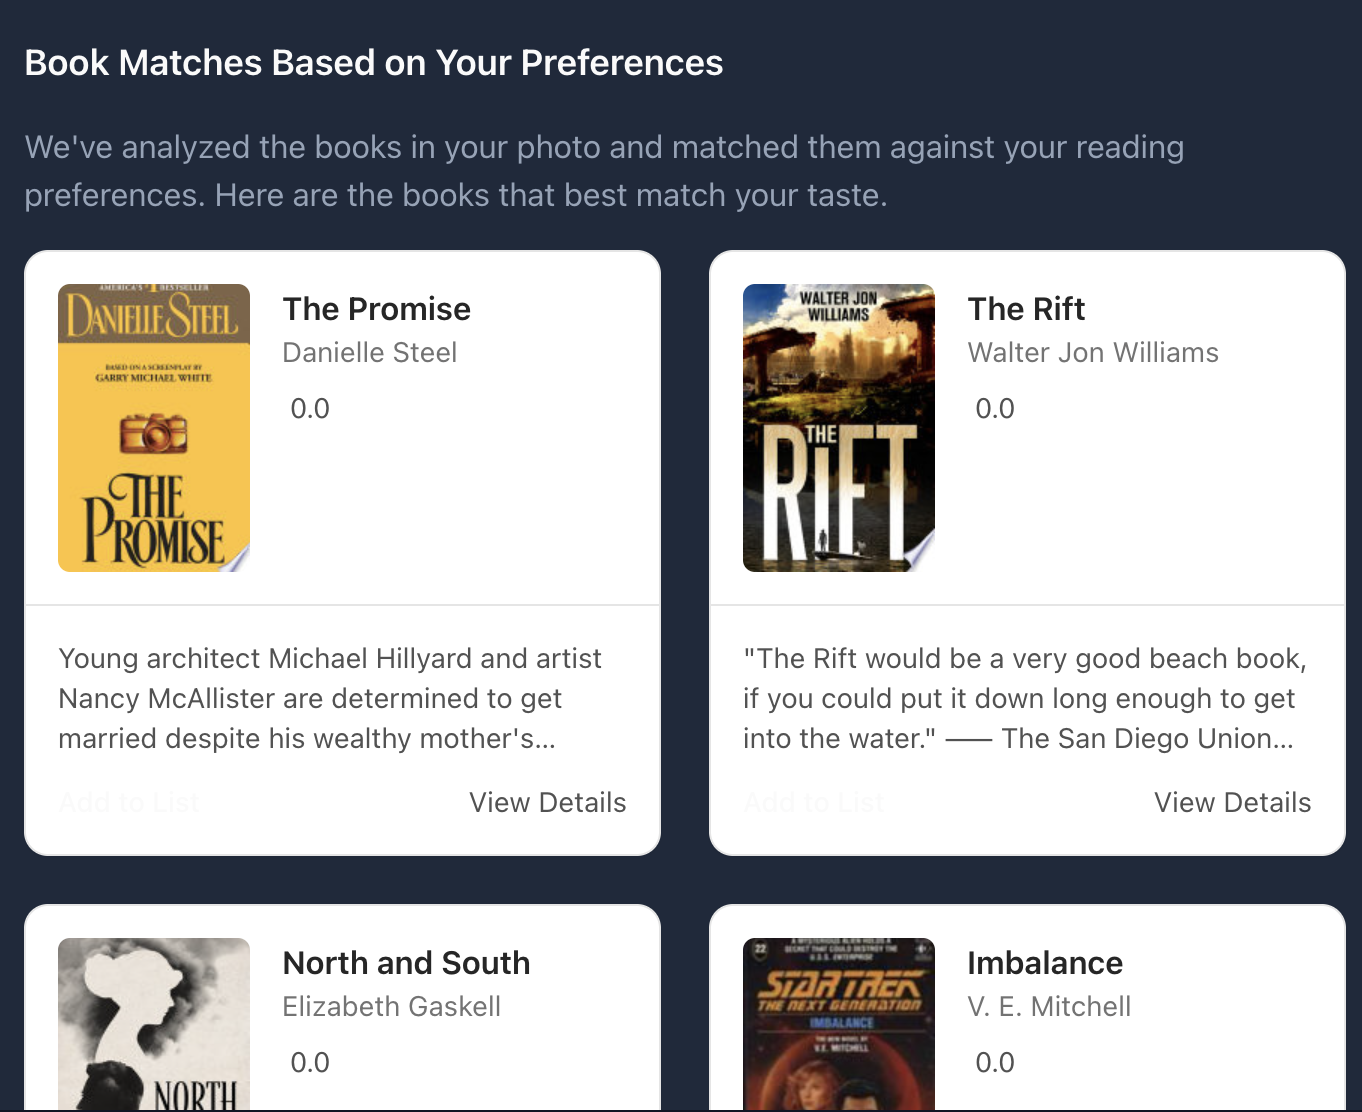 Book Matches Based on Your Preferences
We've analyzed the books in your photo and matched them against your reading
preferences. Here are the books that best match your taste.
AMERICA'S #1 BESTSELLER
DANIELLE STEEL
BASED ON A SCREENPLAY BY
GARRY MICHAEL WHITE
THE
PROMISE
The Promise
Danielle Steel
0.0
Young architect Michael Hillyard and artist
Nancy McAllister are determined to get
married despite his wealthy mother's...
Add to List
View Details
WALTER JON
WILLIAMS
THE
RIFT
The Rift
Walter Jon Williams
0.0
"The Rift would be a very good beach book,
if you could put it down long enough to get
into the water." —— The San Diego Union...
Add to List
View Details
NORTH
North and South
Elizabeth Gaskell
0.0
22
A MYSTERIOUS ALIEN HOLDS A
SECRET THAT COULD DESTROY THE
U.S.S. ENTERPRISE
STAR TREK
THE NEXT GENERATION
IMBALANCE
THE NEW NOVEL BY
V.E. MITCHELL
Imbalance
V. E. Mitchell
0.0